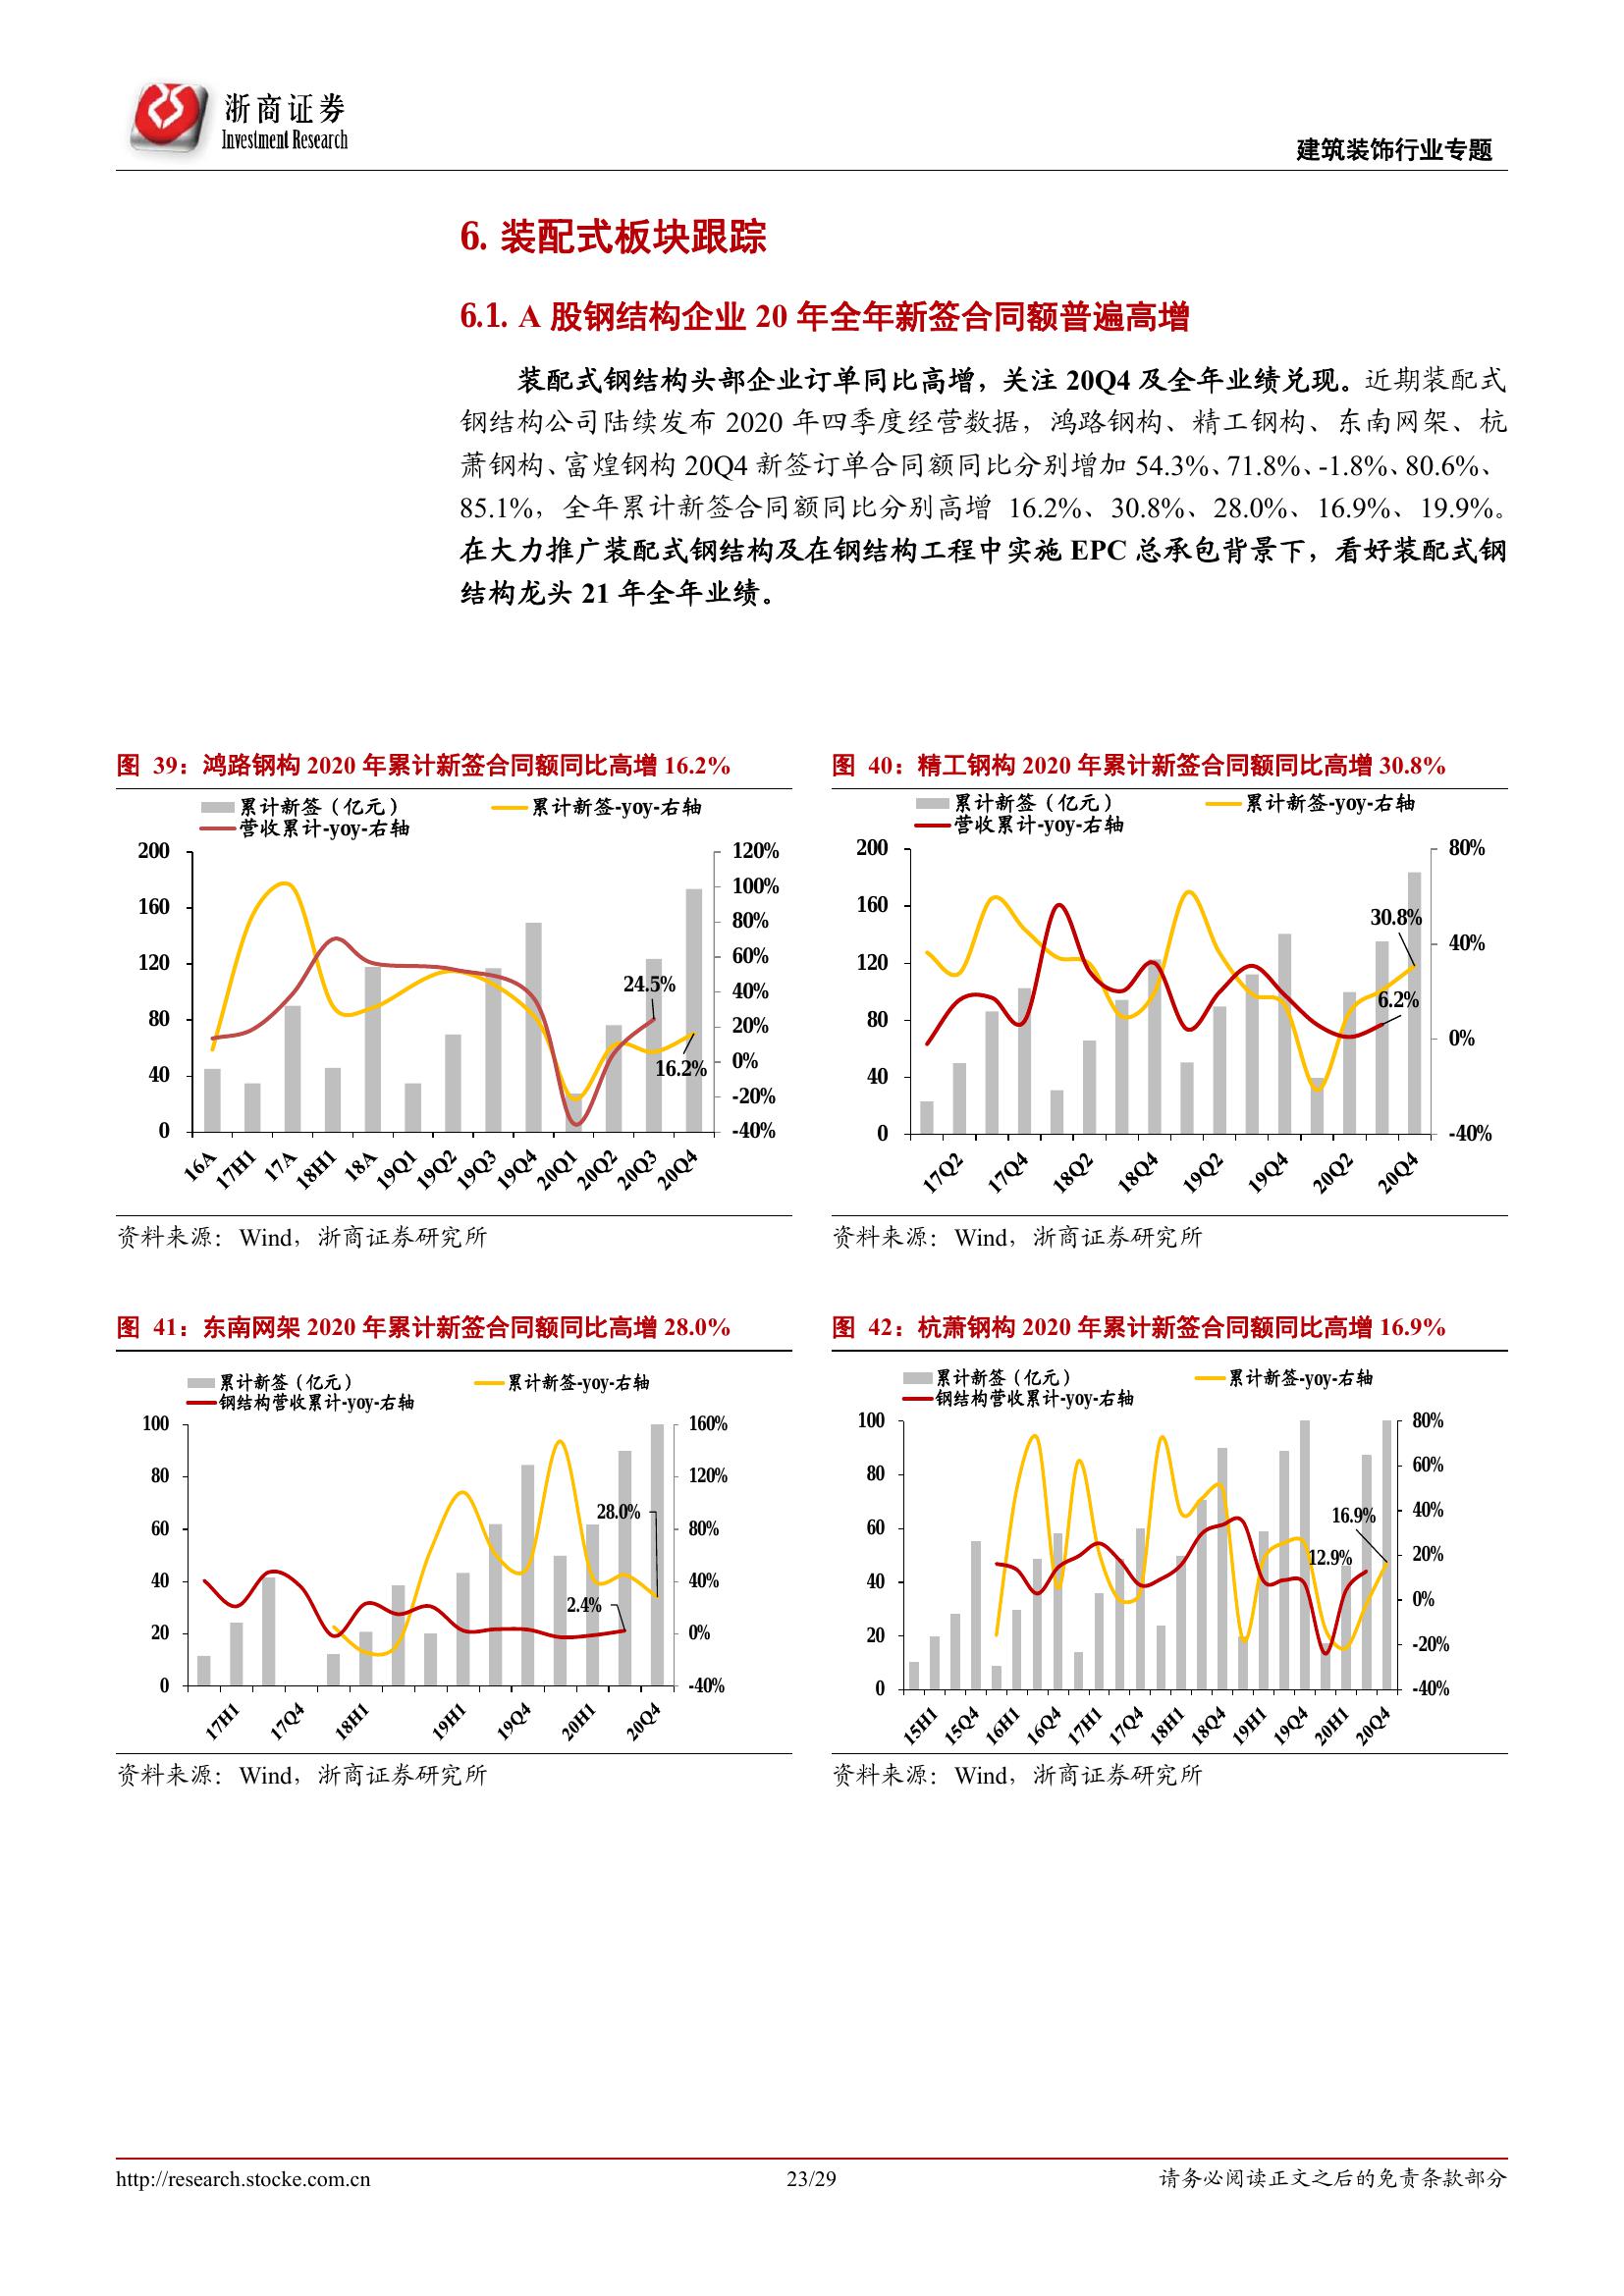 浙商证券
Investment Research
建筑装饰行业专题
6. 装配式板块跟踪
6.1. A 股钢结构企业 20 年全年新签合同额普遍高增
装配式钢结构头部企业订单同比高增，关注 20Q4 及全年业绩兑现。近期装配式
钢结构公司陆续发布 2020 年四季度经营数据，鸿路钢构、精工钢构、东南网架、杭
萧钢构、富煌钢构 20Q4 新签订单合同额同比分别增加 54.3%、71.8%、-1.8%、80.6%、
85.1%，全年累计新签合同额同比分别高增 16.2%、30.8%、28.0%、16.9%、19.9%。
在大力推广装配式钢结构及在钢结构工程中实施 EPC 总承包背景下，看好装配式钢
结构龙头 21 年全年业绩。
图 39：鸿路钢构 2020 年累计新签合同额同比高增 16.2%
累计新签（亿元）
累计新签-yoy-右轴
营收累计-yoy-右轴
200
160
120
80
40
0
120%
100%
80%
60%
40%
20%
0%
-20%
-40%
24.5%
16.2%
16A
17H1
17A
18H1
18A
19Q1
19Q2
19Q3
19Q4
20Q1
20Q2
20Q3
20Q4
资料来源：Wind，浙商证券研究所
图 40：精工钢构 2020 年累计新签合同额同比高增 30.8%
累计新签（亿元）
累计新签-yoy-右轴
营收累计-yoy-右轴
200
160
120
80
40
0
80%
40%
0%
-40%
30.8%
6.2%
17Q2
17Q4
18Q2
18Q4
19Q2
19Q4
20Q2
20Q4
资料来源：Wind，浙商证券研究所
图 41：东南网架 2020 年累计新签合同额同比高增 28.0%
累计新签（亿元）
累计新签-yoy-右轴
钢结构营收累计-yoy-右轴
100
80
60
40
20
0
160%
120%
80%
40%
0%
-40%
28.0%
2.4%
17H1
17Q4
18H1
19H1
19Q4
20H1
20Q4
资料来源：Wind，浙商证券研究所
图 42：杭萧钢构 2020 年累计新签合同额同比高增 16.9%
累计新签（亿元）
累计新签-yoy-右轴
钢结构营收累计-yoy-右轴
100
80
60
40
20
0
80%
60%
40%
20%
0%
-20%
-40%
16.9%
12.9%
15H1
15Q4
16H1
16Q4
17H1
17Q4
18H1
18Q4
19H1
19Q4
20H1
20Q4
资料来源：Wind，浙商证券研究所
http://research.stocke.com.cn
23/29
请务必阅读正文之后的免责条款部分